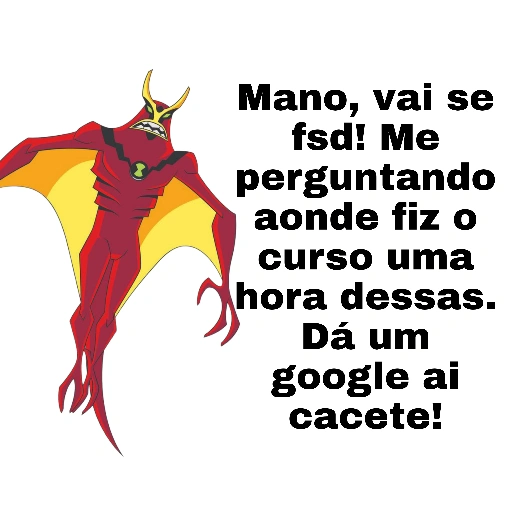 Mano, vai se
fsd! Me
perguntando
aonde fiz o
curso uma
hora dessas.
Dá um
google ai
cacete!